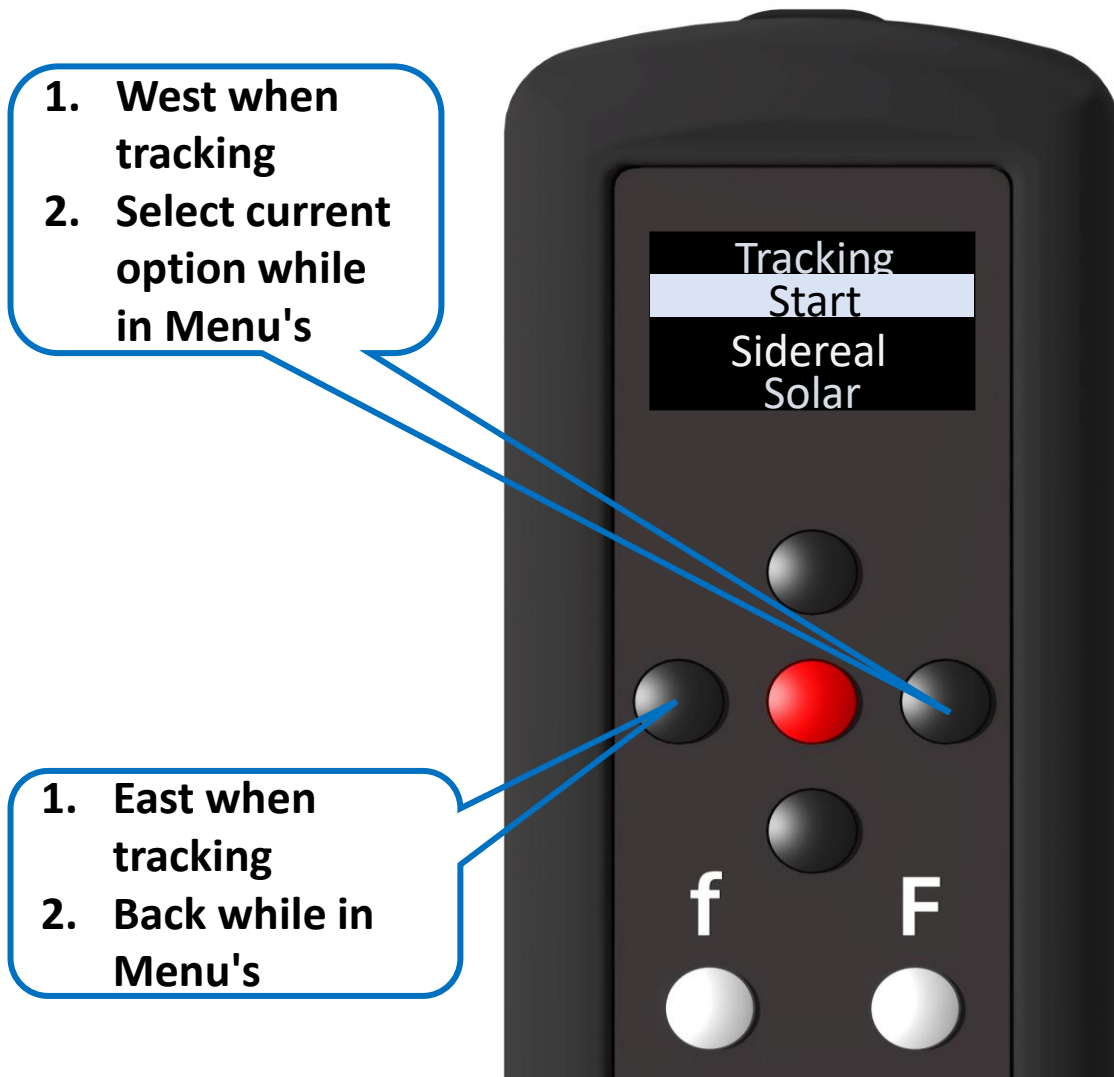 1. West when
tracking
2. Select current
option while
in Menu's
Tracking
Start
Sidereal
Solar
1. East when
tracking
2. Back while in
Menu's
f F